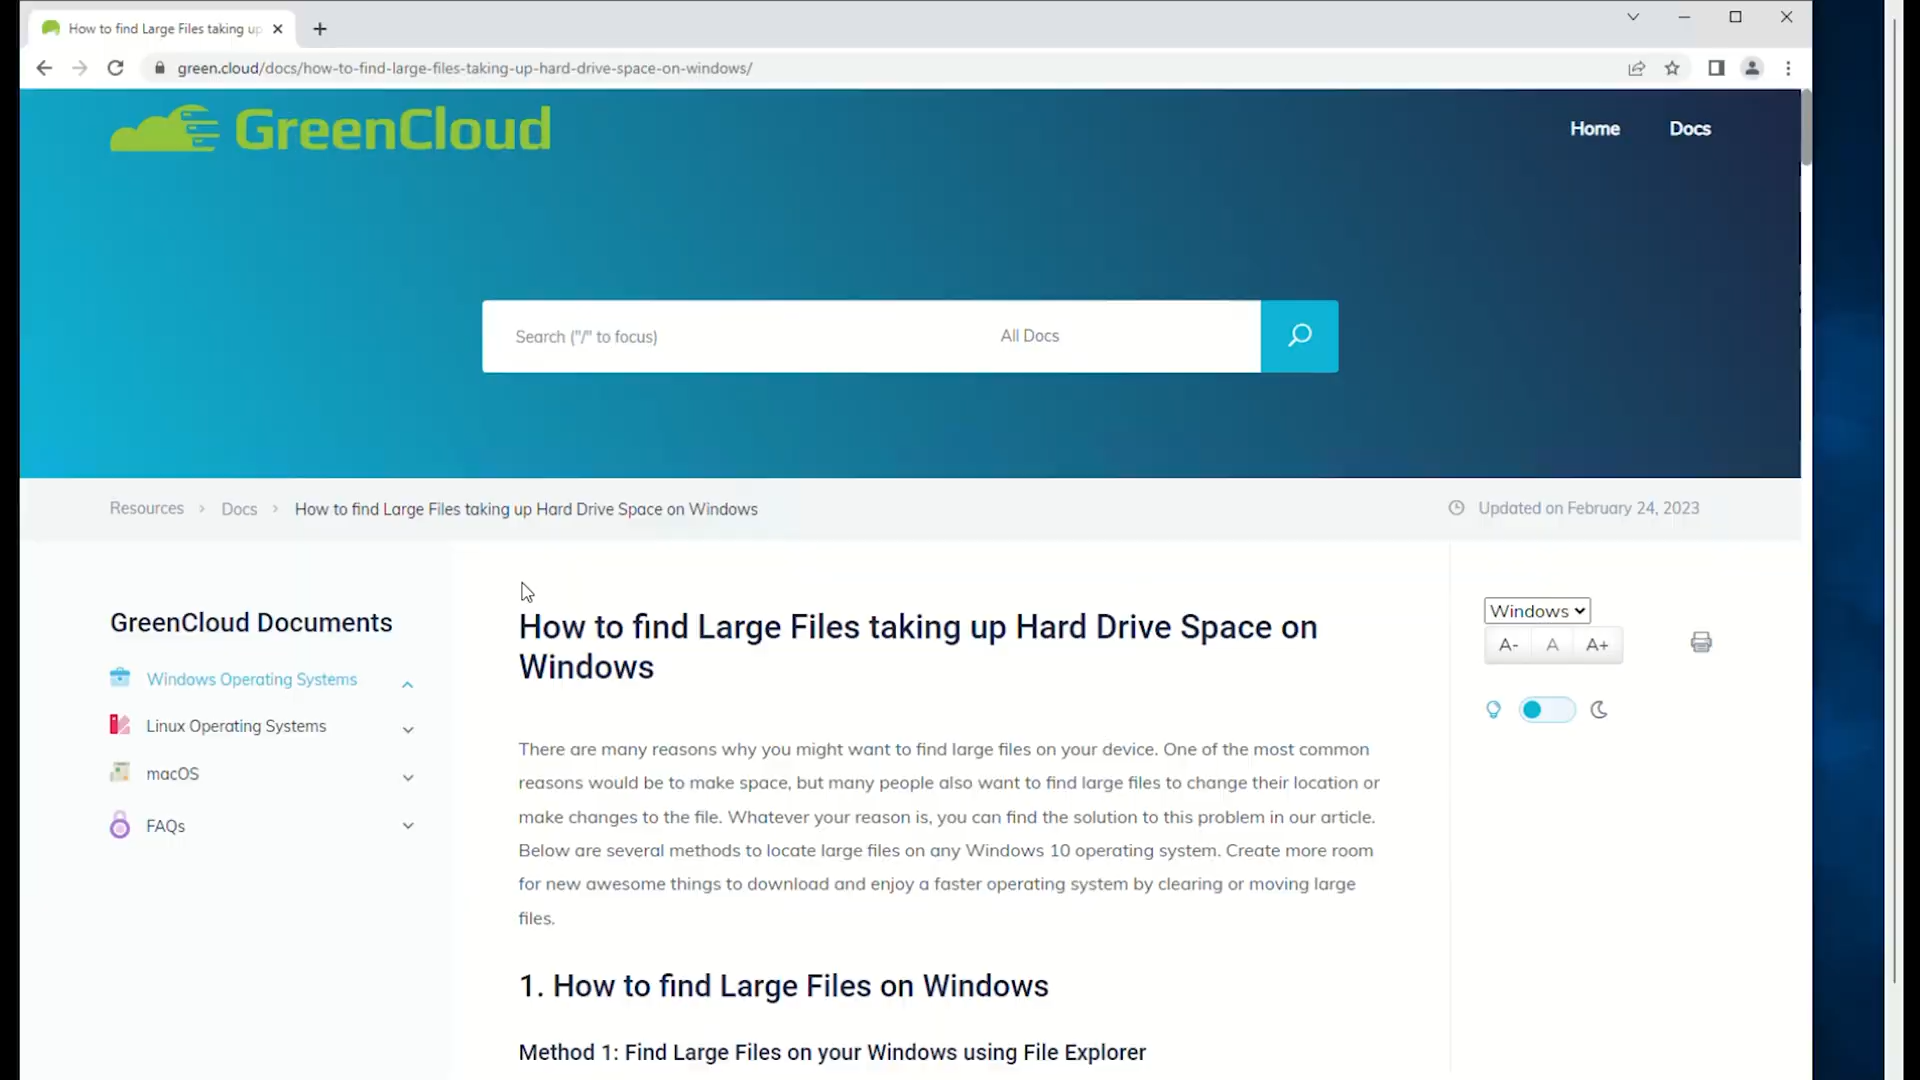 How to find Large Files taking up
green.cloud/docs/how-to-find-large-files-taking-up-hard-drive-space-on-windows/
GreenCloud
Home
Docs
Search ("/" to focus)
All Docs
Resources > Docs > How to find Large Files taking up Hard Drive Space on Windows
Updated on February 24, 2023
GreenCloud Documents
Windows Operating Systems
Linux Operating Systems
macOS
FAQs
How to find Large Files taking up Hard Drive Space on
Windows
There are many reasons why you might want to find large files on your device. One of the most common
reasons would be to make space, but many people also want to find large files to change their location or
make changes to the file. Whatever your reason is, you can find the solution to this problem in our article.
Below are several methods to locate large files on any Windows 10 operating system. Create more room
for new awesome things to download and enjoy a faster operating system by clearing or moving large
files.
1. How to find Large Files on Windows
Method 1: Find Large Files on your Windows using File Explorer
Windows
A- A A+